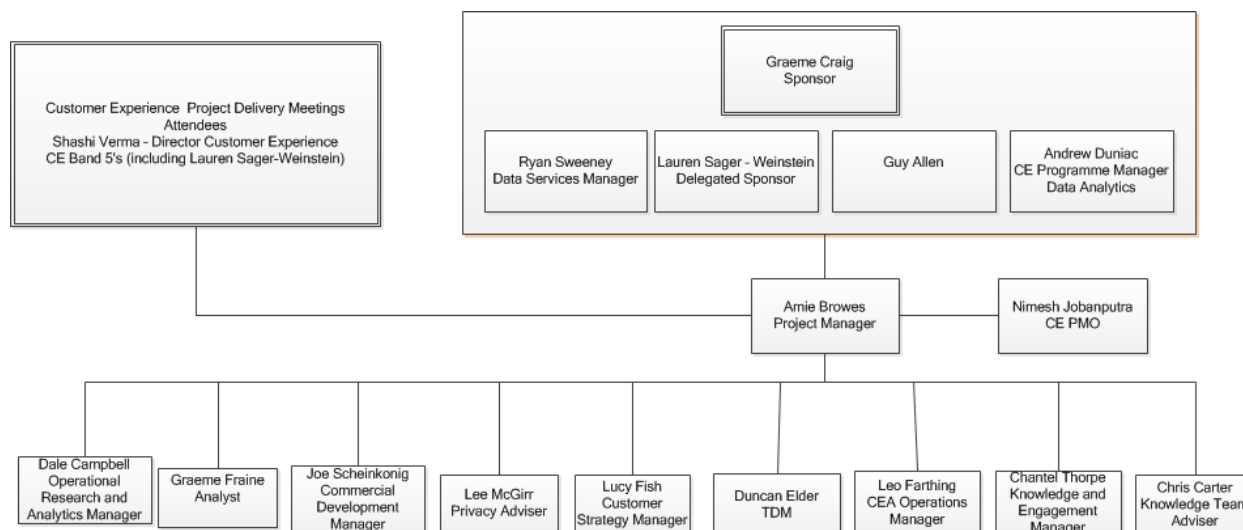 Customer Experience Project Delivery Meetings
Attendees
Shashi Verma - Director Customer Experience
CE Band 5's (including Lauren Sager-Weinstein)
Graeme Craig
Sponsor
Ryan Sweeney
Data Services Manager
Lauren Sager - Weinstein
Delegated Sponsor
Guy Allen
Andrew Duniac
CE Programme Manager
Data Analytics
Arnie Browes
Project Manager
Nimesh Jobanputra
CE PMO
Dale Campbell
Operational
Research and
Analytics Manager
Graeme Fraine
Analyst
Joe Scheinkonig
Commercial
Development
Manager
Lee McGirr
Privacy Adviser
Lucy Fish
Customer
Strategy Manager
Duncan Elder
TDM
Leo Farthing
CEA Operations
Manager
Chantel Thorpe
Knowledge and
Engagement
Manager
Chris Carter
Knowledge Team
Adviser